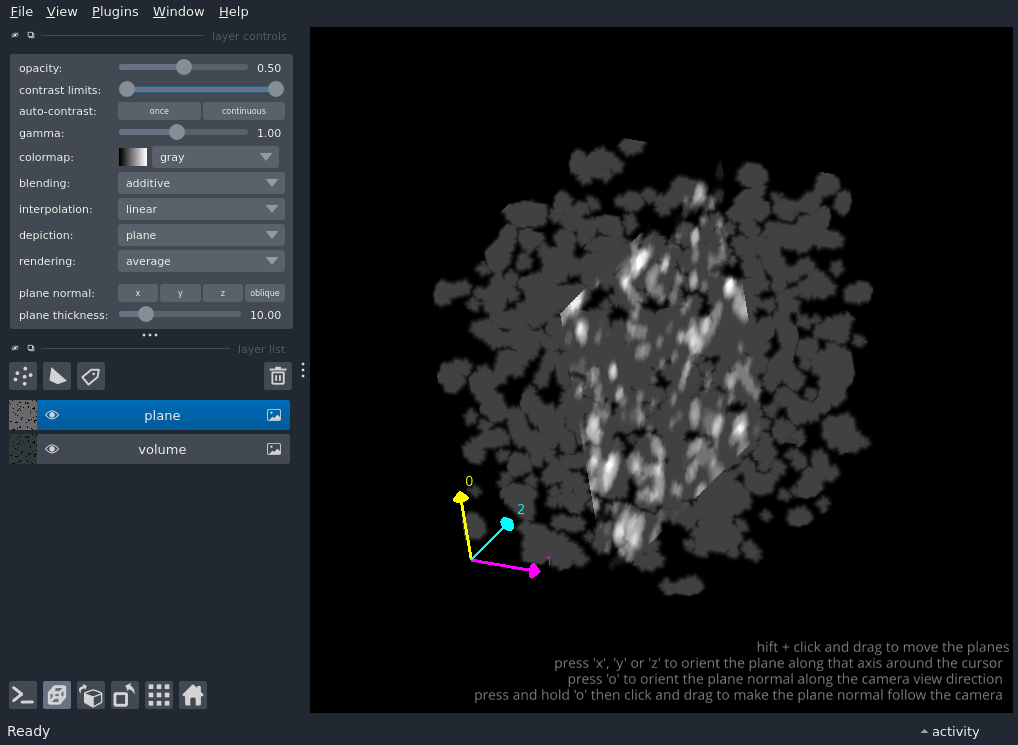 File View Plugins Window Help
layer controls
opacity: 0.50
contrast limits:
auto-contrast: once continuous
gamma: 1.00
colormap: gray
blending: additive
interpolation: linear
depiction: plane
rendering: average
plane normal: x y z oblique
plane thickness: 10.00
layer list
plane
volume
0
2
1
hift + click and drag to move the planes
press 'x', 'y' or 'z' to orient the plane along that axis around the cursor
press 'o' to orient the plane normal along the camera view direction
press and hold 'o' then click and drag to make the plane normal follow the camera
Ready activity